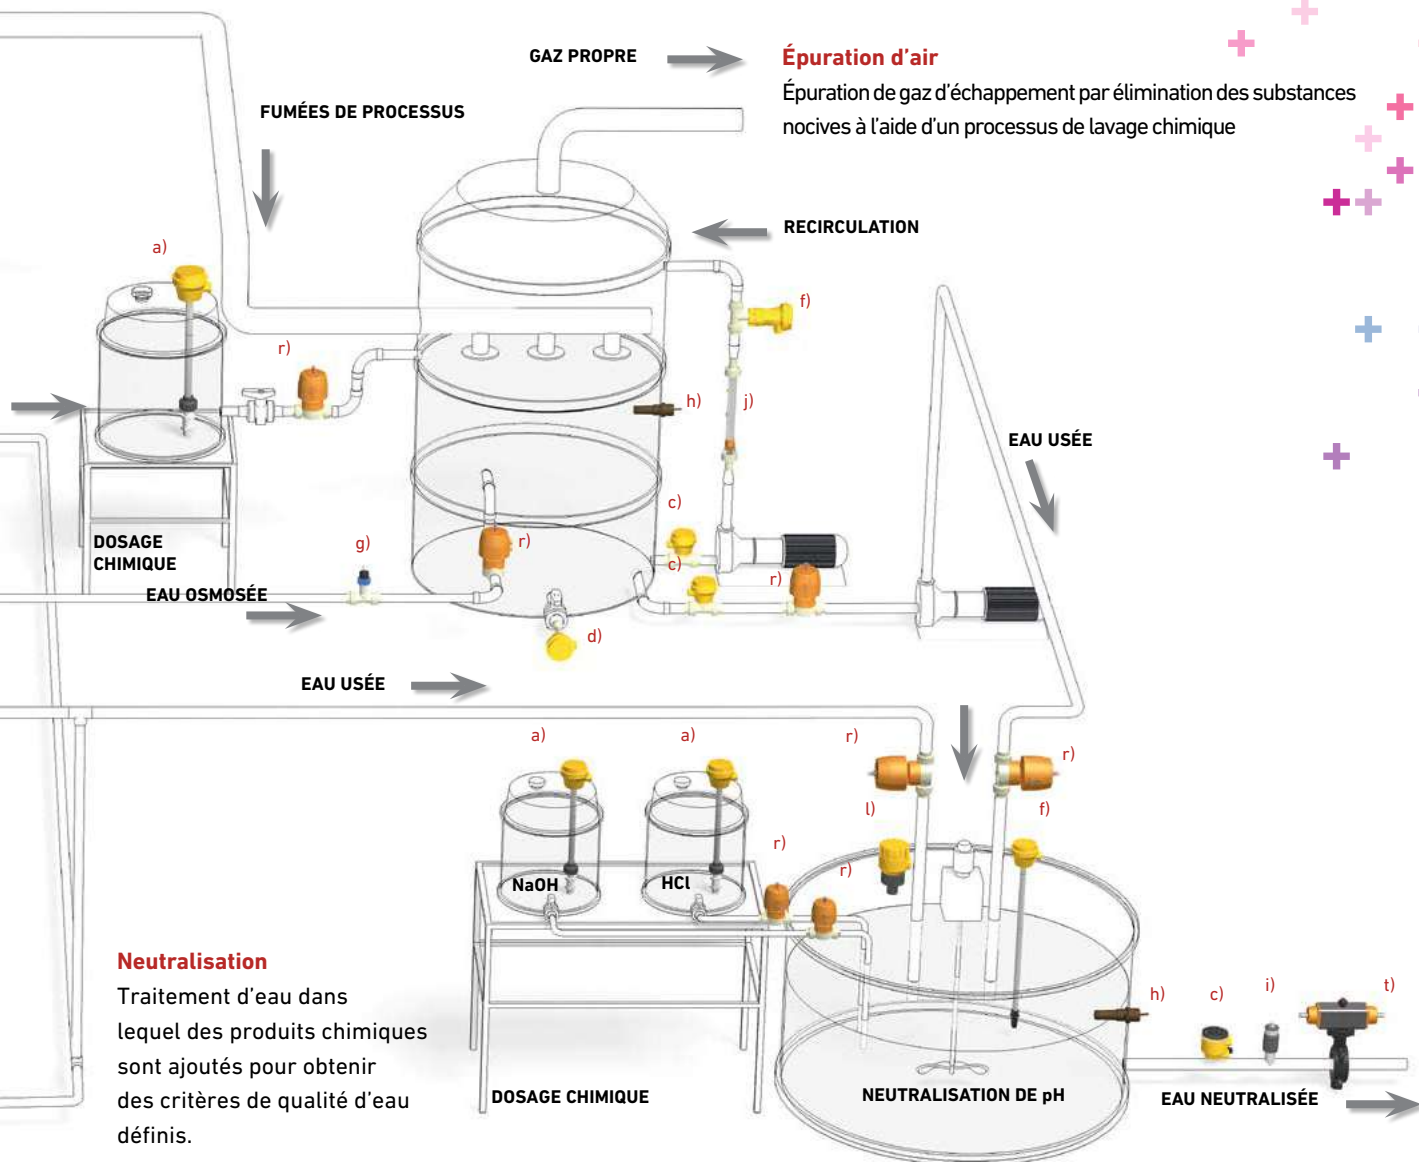 GAZ PROPRE
Épuration d'air
Épuration de gaz d'échappement par élimination des substances
nocives à l'aide d'un processus de lavage chimique
FUMÉES DE PROCESSUS
RECIRCULATION
a)
f)
r)
h)
j)
EAU USÉE
c)
DOSAGE
CHIMIQUE
g)
r)
c)
r)
EAU OSMOSÉE
d)
EAU USÉE
a)
a)
r)
r)
l)
f)
r)
r)
NaOH
HCl
Neutralisation
Traitement d'eau dans
lequel des produits chimiques
sont ajoutés pour obtenir
des critères de qualité d'eau
définis.
h)
c)
i)
t)
DOSAGE CHIMIQUE
NEUTRALISATION DE pH
EAU NEUTRALISÉE